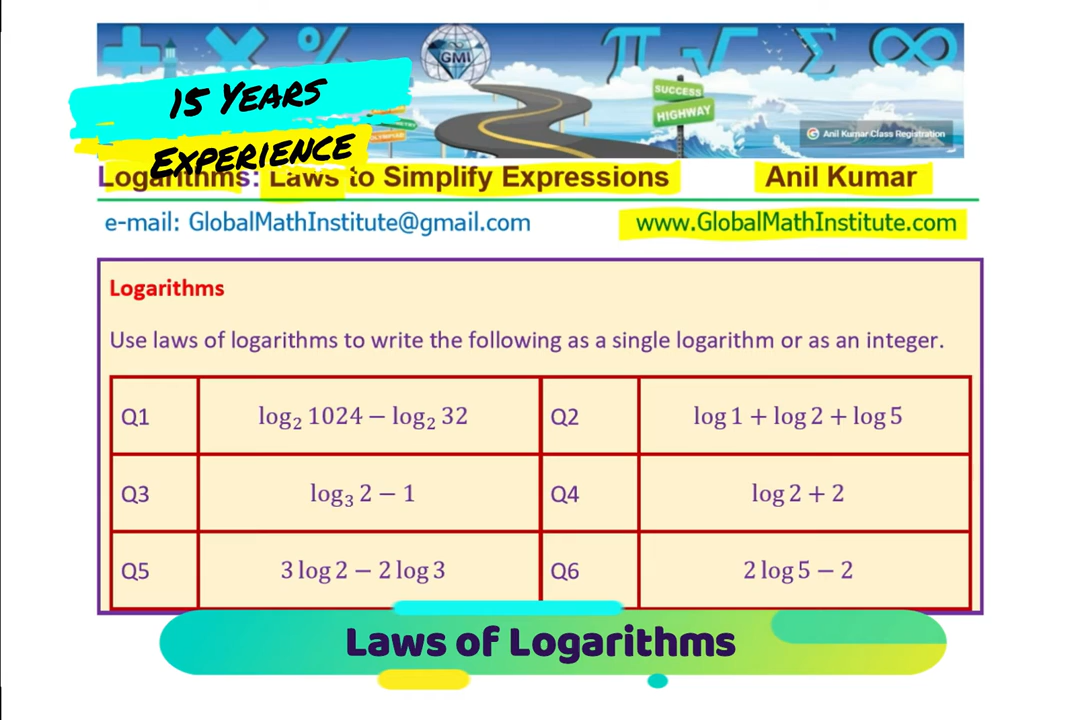 + × % GMI π √ Σ ∞
SUCCESS
HIGHWAY
OLYMPIAD
G Anil Kumar Class Registration
15 YEARS
EXPERIENCE
Logarithms: Laws to Simplify Expressions Anil Kumar
e-mail: GlobalMathInstitute@gmail.com www.GlobalMathInstitute.com
Logarithms
Use laws of logarithms to write the following as a single logarithm or as an integer.
Q1 log₂ 1024 − log₂ 32 Q2 log 1 + log 2 + log 5
Q3 log₃ 2 − 1 Q4 log 2 + 2
Q5 3 log 2 − 2 log 3 Q6 2 log 5 − 2
Laws of Logarithms